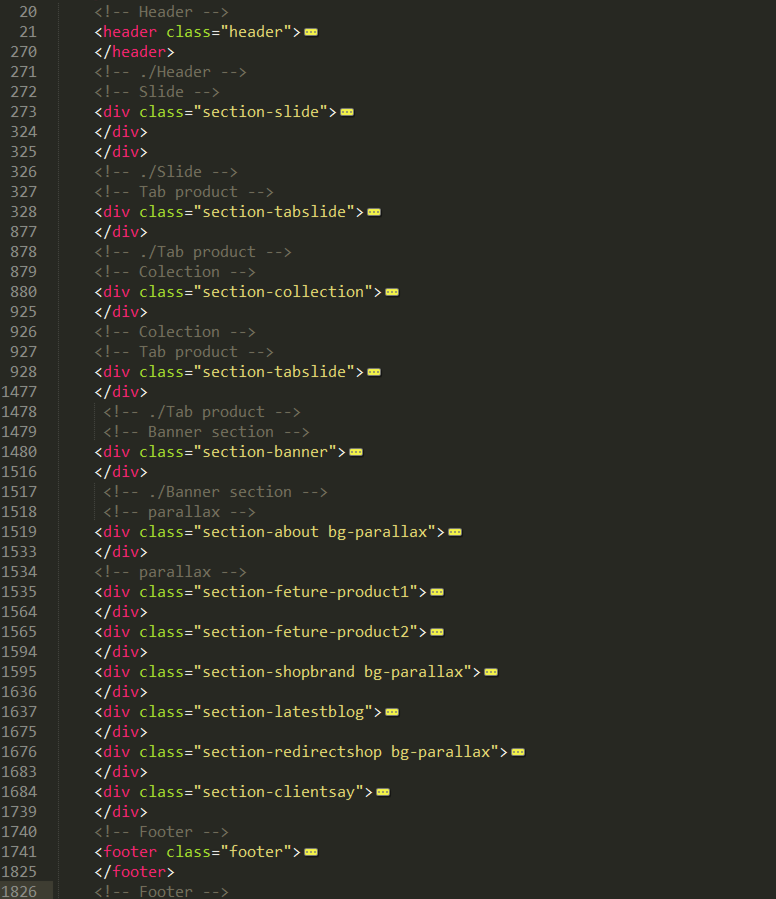 20 <!-- Header -->
21 <header class="header">
270 </header>
271 <!-- ./Header -->
272 <!-- Slide -->
273 <div class="section-slide">
324 </div>
325 </div>
326 <!-- ./Slide -->
327 <!-- Tab product -->
328 <div class="section-tabslide">
877 </div>
878 <!-- ./Tab product -->
879 <!-- Colection -->
880 <div class="section-collection">
925 </div>
926 <!-- Colection -->
927 <!-- Tab product -->
928 <div class="section-tabslide">
1477 </div>
1478 <!-- ./Tab product -->
1479 <!-- Banner section -->
1480 <div class="section-banner">
1516 </div>
1517 <!-- ./Banner section -->
1518 <!-- parallax -->
1519 <div class="section-about bg-parallax">
1533 </div>
1534 <!-- parallax -->
1535 <div class="section-feture-product1">
1564 </div>
1565 <div class="section-feture-product2">
1594 </div>
1595 <div class="section-shopbrand bg-parallax">
1636 </div>
1637 <div class="section-latestblog">
1675 </div>
1676 <div class="section-redirectshop bg-parallax">
1683 </div>
1684 <div class="section-clientsay">
1739 </div>
1740 <!-- Footer -->
1741 <footer class="footer">
1825 </footer>
1826 <!-- Footer -->